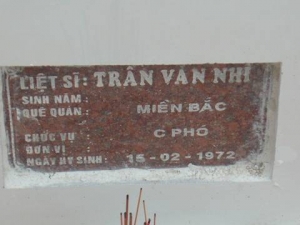 LIỆT SĨ: TRẦN VĂN NHÌ
SINH NĂM :
QUÊ QUÁN : MIỀN BẮC
CHỨC VỤ : C PHÓ
ĐƠN VỊ :
NGÀY HY SINH : 15 - 02 - 1972